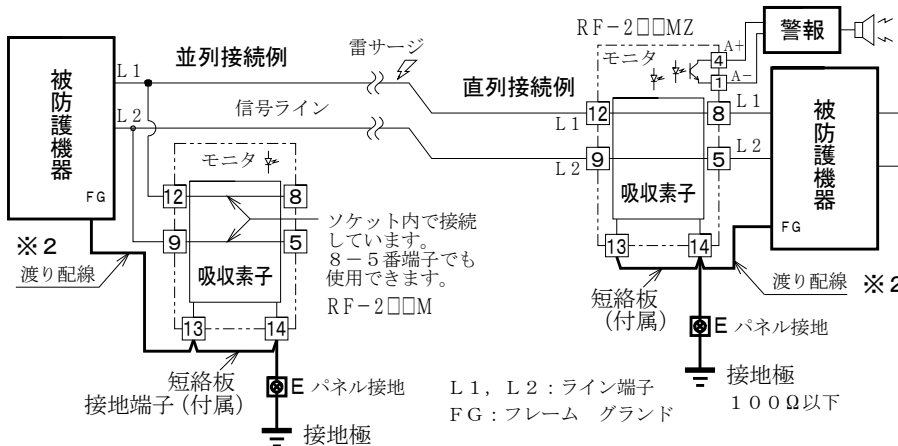 RF-2□□MZ
警報
A+
4
1
A-
モニタ
被防護機器
L1
L2
FG
並列接続例
雷サージ
信号ライン
直列接続例
12
L1
9
L2
8
L1
5
L2
吸収素子
13
14
被防護機器
FG
モニタ
12
8
9
5
吸収素子
13
14
ソケット内で接続
しています。
8-5番端子でも
使用できます。
RF-2□□M
※2
渡り配線
短絡板
接地端子(付属)
E パネル接地
接地極
短絡板
(付属)
渡り配線 ※2
E パネル接地
接地極
100Ω以下
L1, L2:ライン端子
FG:フレーム グランド